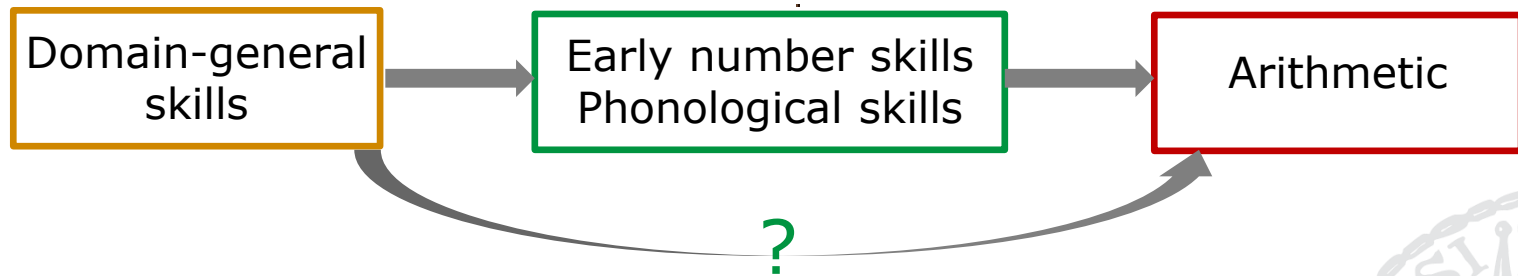 Domain-general
skills
Early number skills
Phonological skills
Arithmetic
?